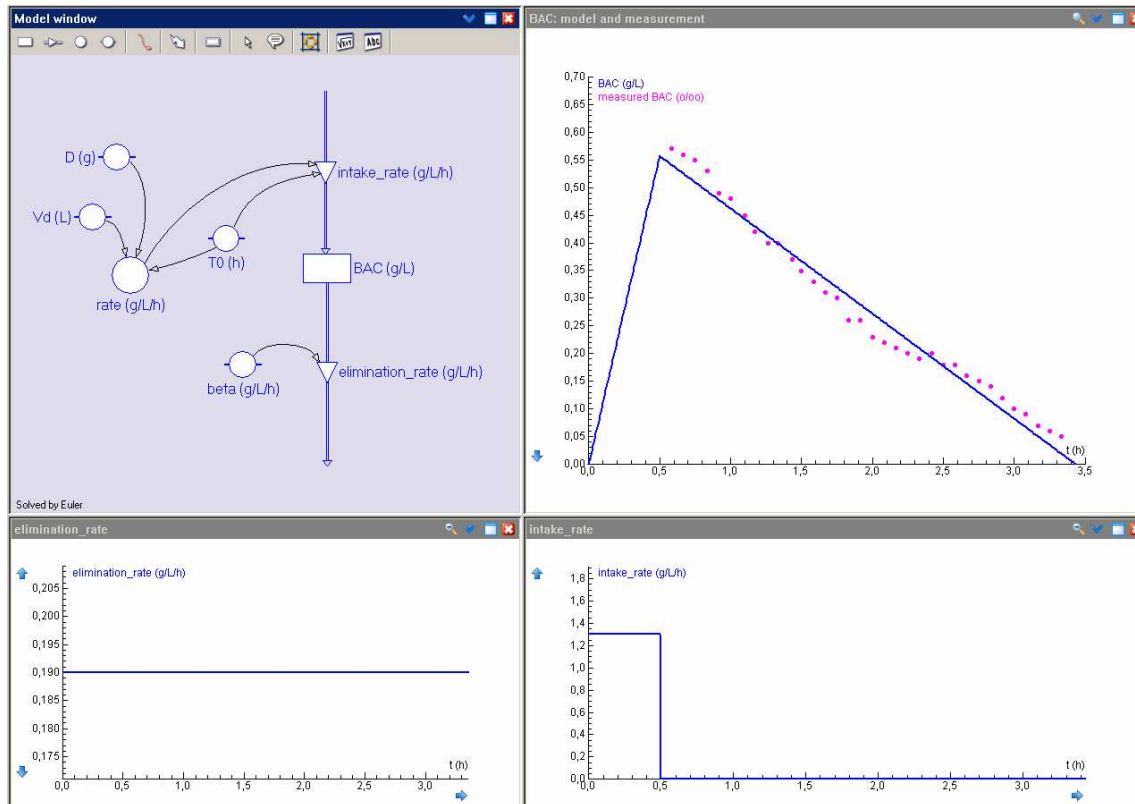 Model window
Vx+y Abc
D (g)
intake_rate (g/L/h)
Vd (L)
T0 (h)
BAC (g/L)
rate (g/L/h)
beta (g/L/h)
elimination_rate (g/L/h)
Solved by Euler
BAC: model and measurement
0,70
BAC (g/L)
0,65
measured BAC (o/oo)
0,60
0,55
0,50
0,45
0,40
0,35
0,30
0,25
0,20
0,15
0,10
0,05
t (h)
0,00
0,0 0,5 1,0 1,5 2,0 2,5 3,0 3,5
elimination_rate
elimination_rate (g/L/h)
0,205
0,200
0,195
0,190
0,185
0,180
0,175
t (h)
0,0 0,5 1,0 1,5 2,0 2,5 3,0
intake_rate
intake_rate (g/L/h)
1,8
1,6
1,4
1,2
1,0
0,8
0,6
0,4
0,2
t (h)
0,0
0,0 0,5 1,0 1,5 2,0 2,5 3,0